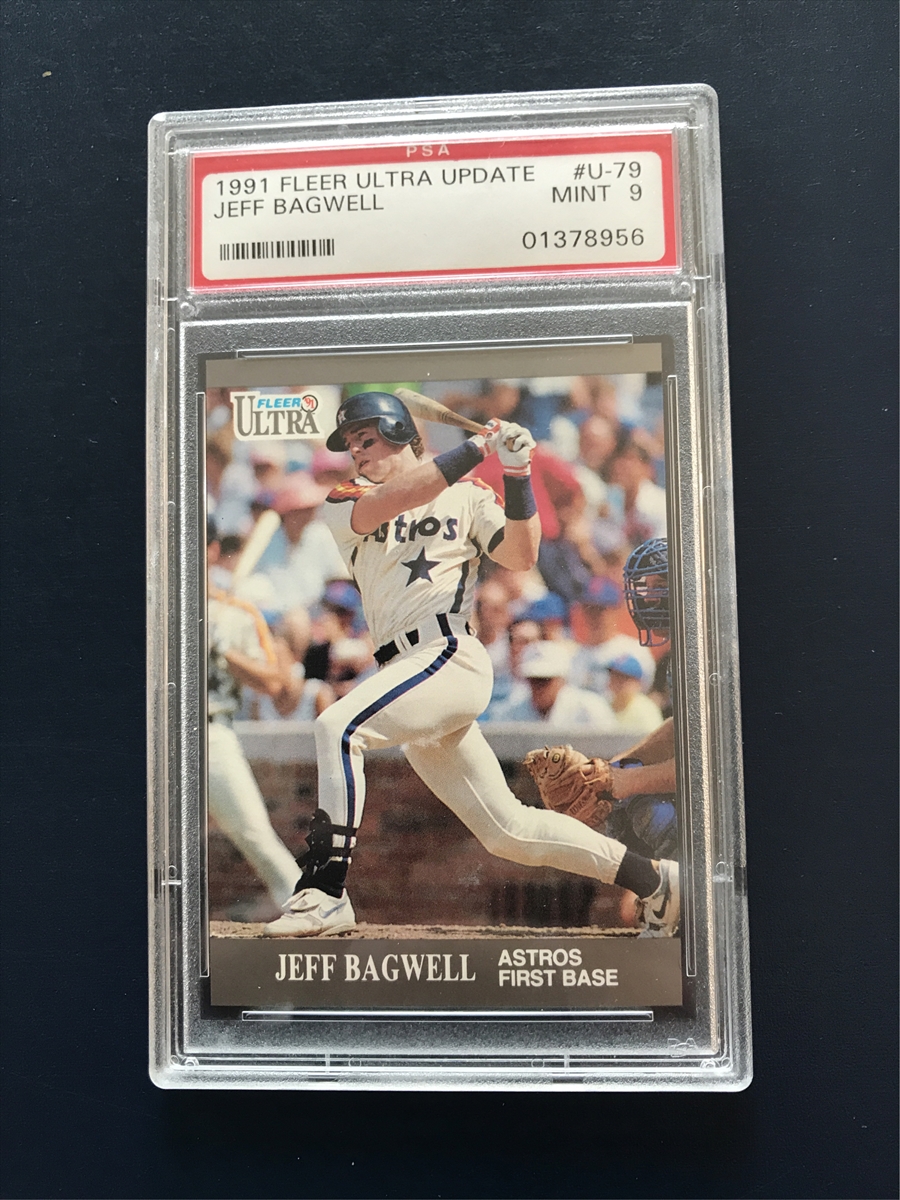 PSA
1991 FLEER ULTRA UPDATE #U-79
JEFF BAGWELL MINT 9
01378956
FLEER 91
ULTRA
Astros
JEFF BAGWELL
ASTROS
FIRST BASE